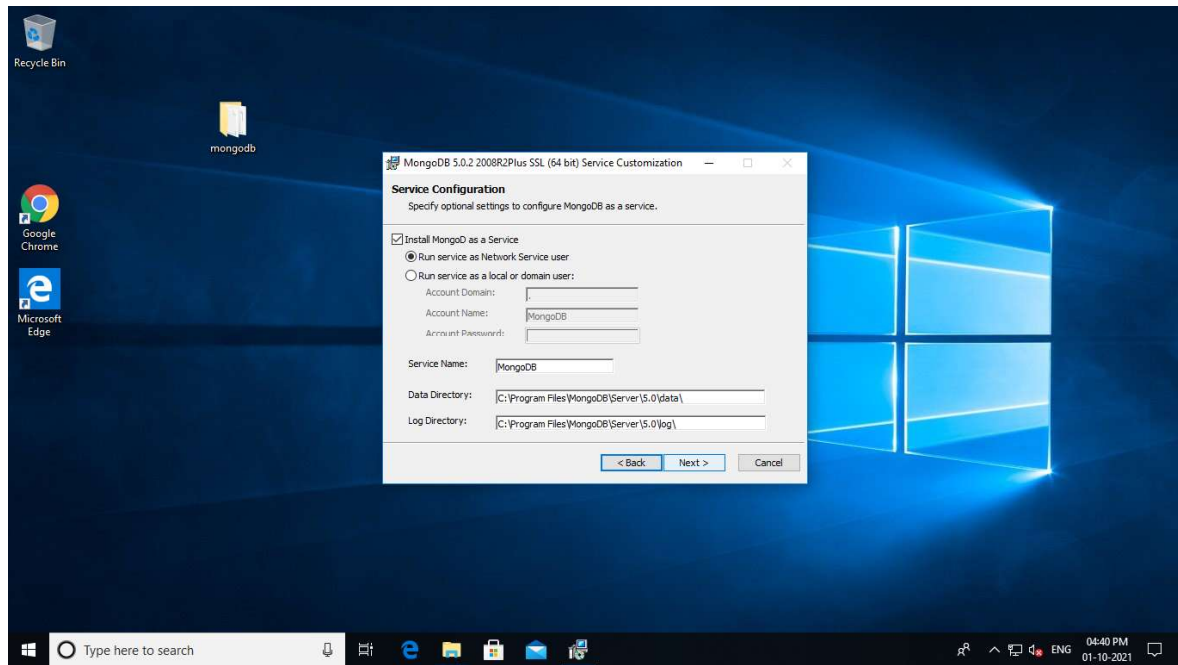 Recycle Bin
mongodb
Google
Chrome
Microsoft
Edge
MongoDB 5.0.2 2008R2Plus SSL (64 bit) Service Customization
Service Configuration
Specify optional settings to configure MongoDB as a service.
Install MongoD as a Service
Run service as Network Service user
Run service as a local or domain user:
Account Domain: .
Account Name: MongoDB
Account Password:
Service Name: MongoDB
Data Directory: C:\Program Files\MongoDB\Server\5.0\data\
Log Directory: C:\Program Files\MongoDB\Server\5.0\log\
< Back Next > Cancel
Type here to search
ENG
04:40 PM
01-10-2021